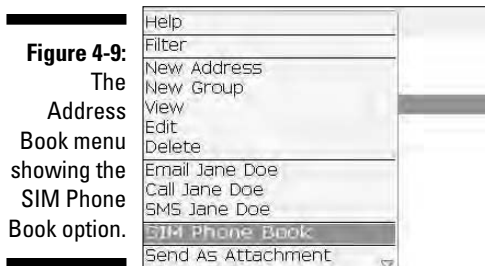 Figure 4-9:
The
Address
Book menu
showing the
SIM Phone
Book option.
Help
Filter
New Address
New Group
View
Edit
Delete
Email Jane Doe
Call Jane Doe
SMS Jane Doe
SIM Phone Book
Send As Attachment